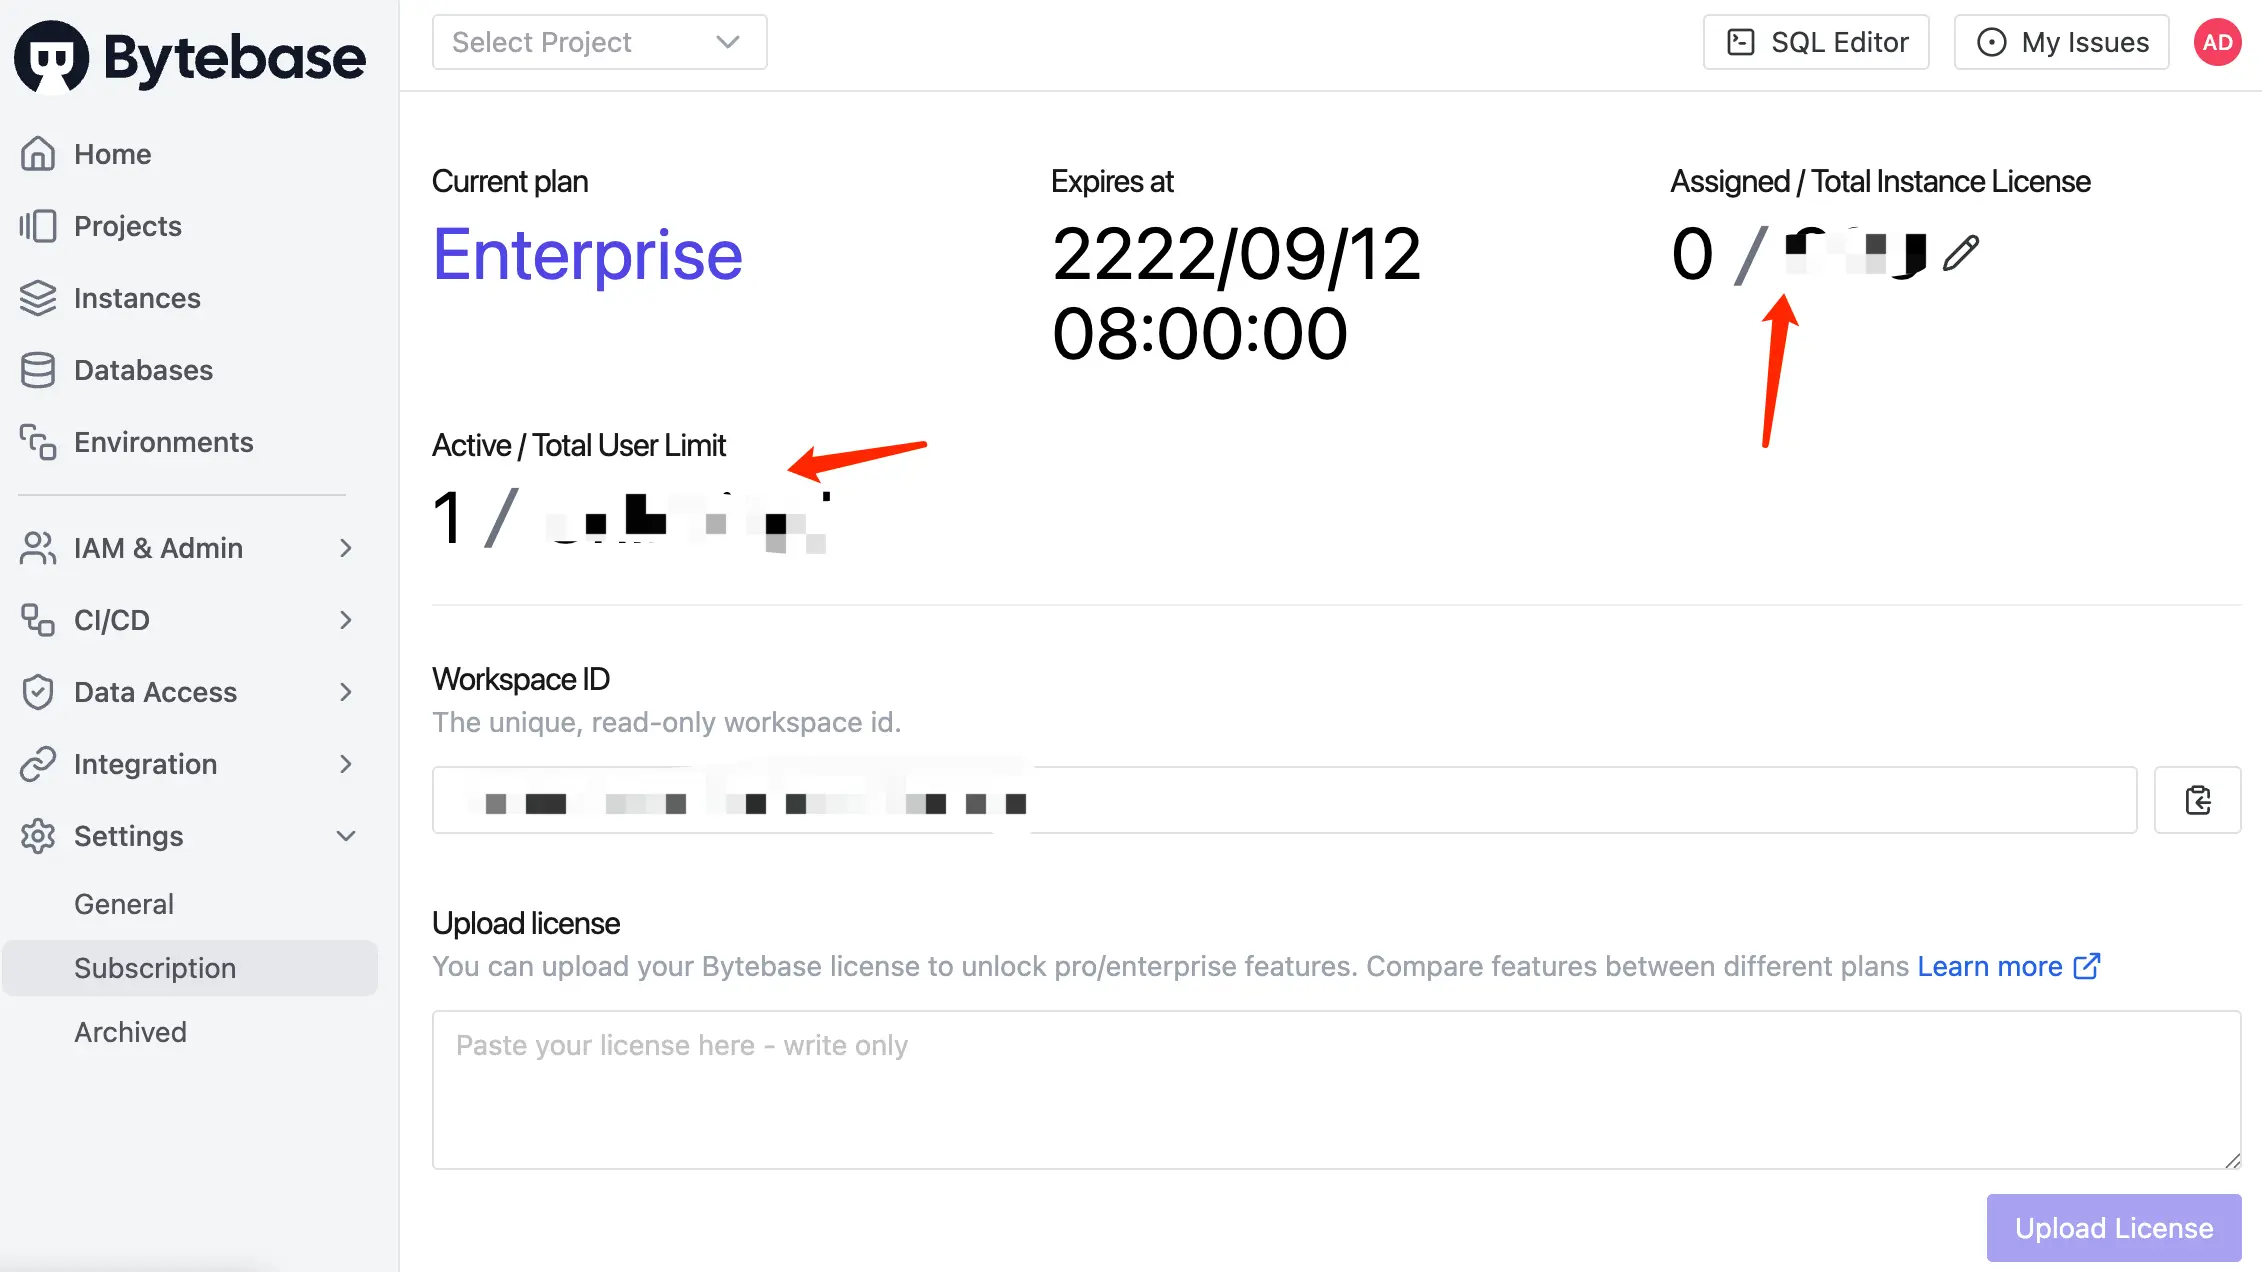 Bytebase
Select Project
SQL Editor
My Issues
AD
Home
Projects
Instances
Databases
Environments
IAM & Admin
CI/CD
Data Access
Integration
Settings
General
Subscription
Archived
Current plan
Enterprise
Expires at
2222/09/12
08:00:00
Assigned / Total Instance License
0 /
Active / Total User Limit
1 /
Workspace ID
The unique, read-only workspace id.
Upload license
You can upload your Bytebase license to unlock pro/enterprise features. Compare features between different plans Learn more
Paste your license here - write only
Upload License